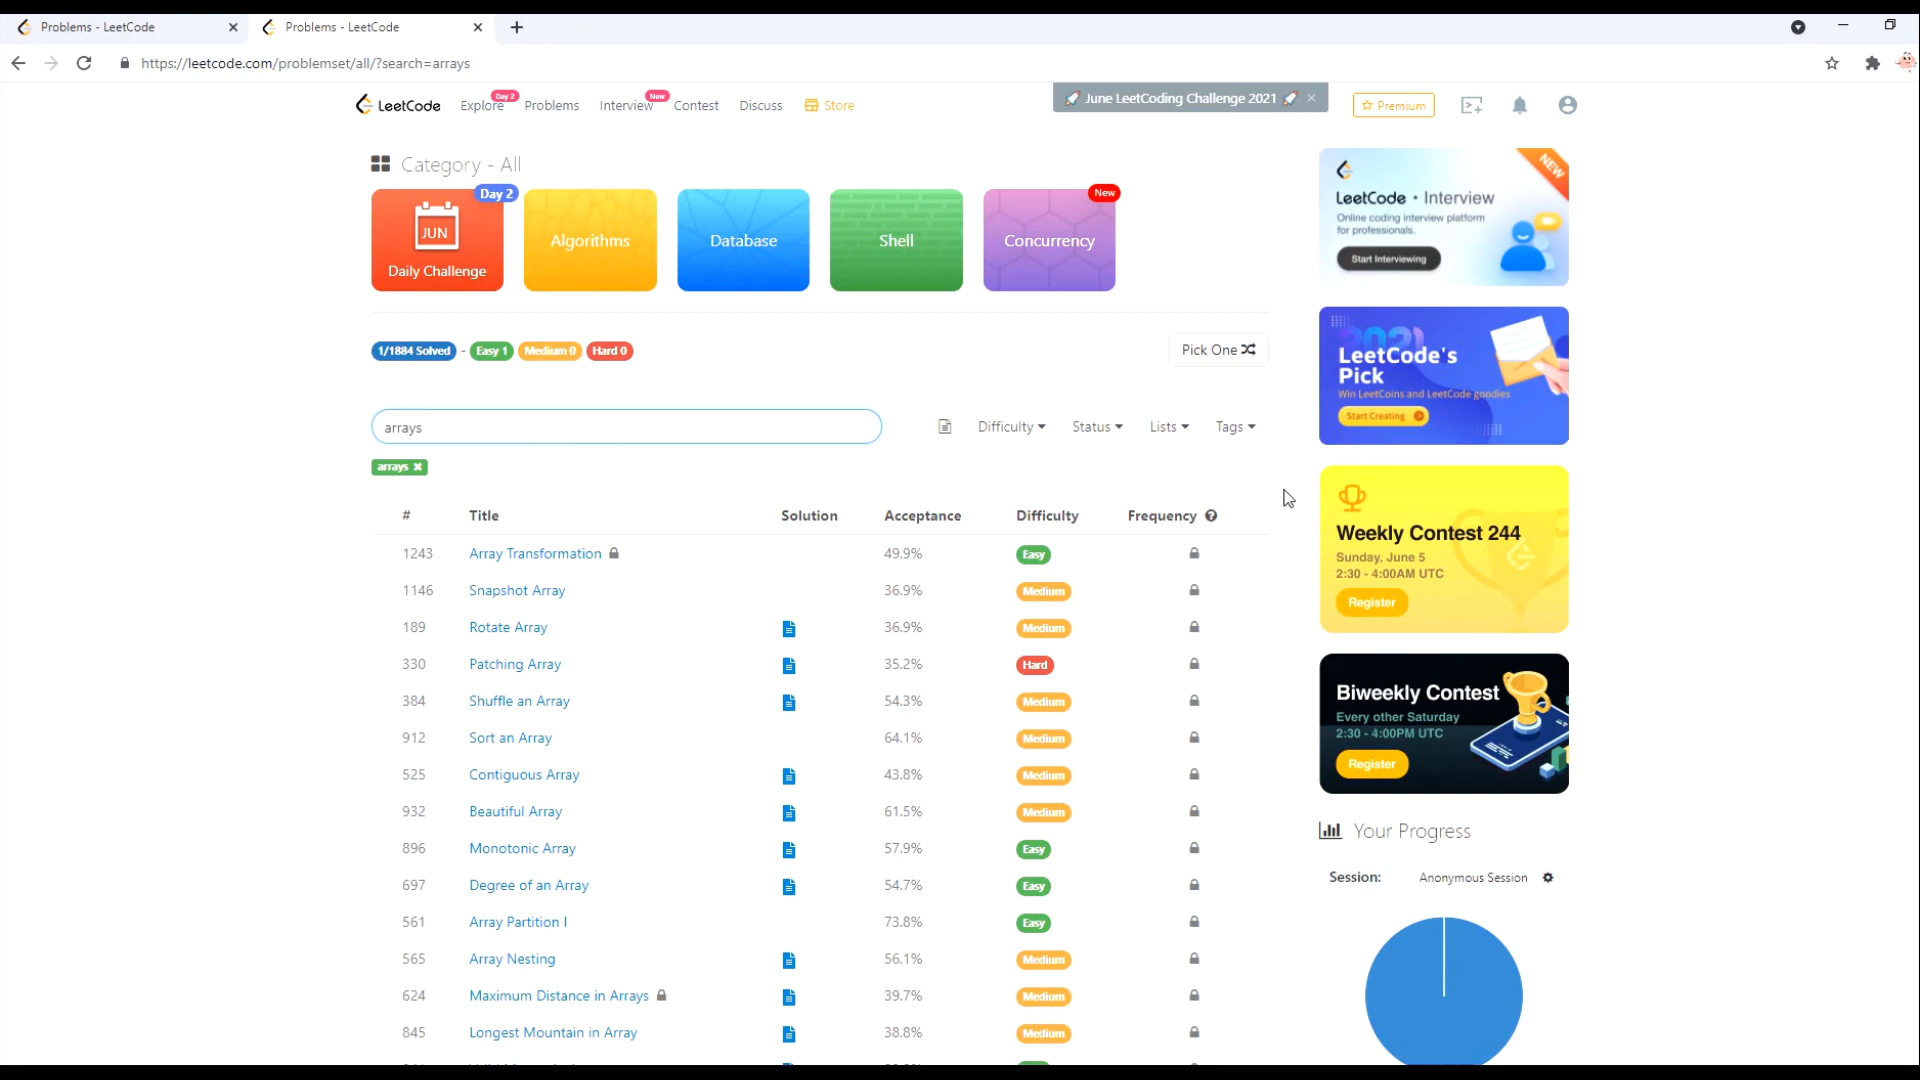 Problems - LeetCode
Problems - LeetCode
https://leetcode.com/problemset/all/?search=arrays
LeetCode
Explore
Day 2
Problems
Interview
New
Contest
Discuss
Store
June LeetCoding Challenge 2021
Premium
Category - All
Day 2
JUN
Daily Challenge
Algorithms
Database
Shell
New
Concurrency
1/1884 Solved - Easy 1 Medium 0 Hard 0
Pick One
arrays
Difficulty
Status
Lists
Tags
arrays
# Title Solution Acceptance Difficulty Frequency
1243 Array Transformation 49.9% Easy
1146 Snapshot Array 36.9% Medium
189 Rotate Array 36.9% Medium
330 Patching Array 35.2% Hard
384 Shuffle an Array 54.3% Medium
912 Sort an Array 64.1% Medium
525 Contiguous Array 43.8% Medium
932 Beautiful Array 61.5% Medium
896 Monotonic Array 57.9% Easy
697 Degree of an Array 54.7% Easy
561 Array Partition I 73.8% Easy
565 Array Nesting 56.1% Medium
624 Maximum Distance in Arrays 39.7% Medium
845 Longest Mountain in Array 38.8% Medium
NEW
LeetCode • Interview
Online coding interview platform
for professionals.
Start Interviewing
2021
LeetCode's
Pick
Win LeetCoins and LeetCode goodies
Start Creating
Weekly Contest 244
Sunday, June 5
2:30 - 4:00AM UTC
Register
Biweekly Contest
Every other Saturday
2:30 - 4:00PM UTC
Register
Your Progress
Session: Anonymous Session